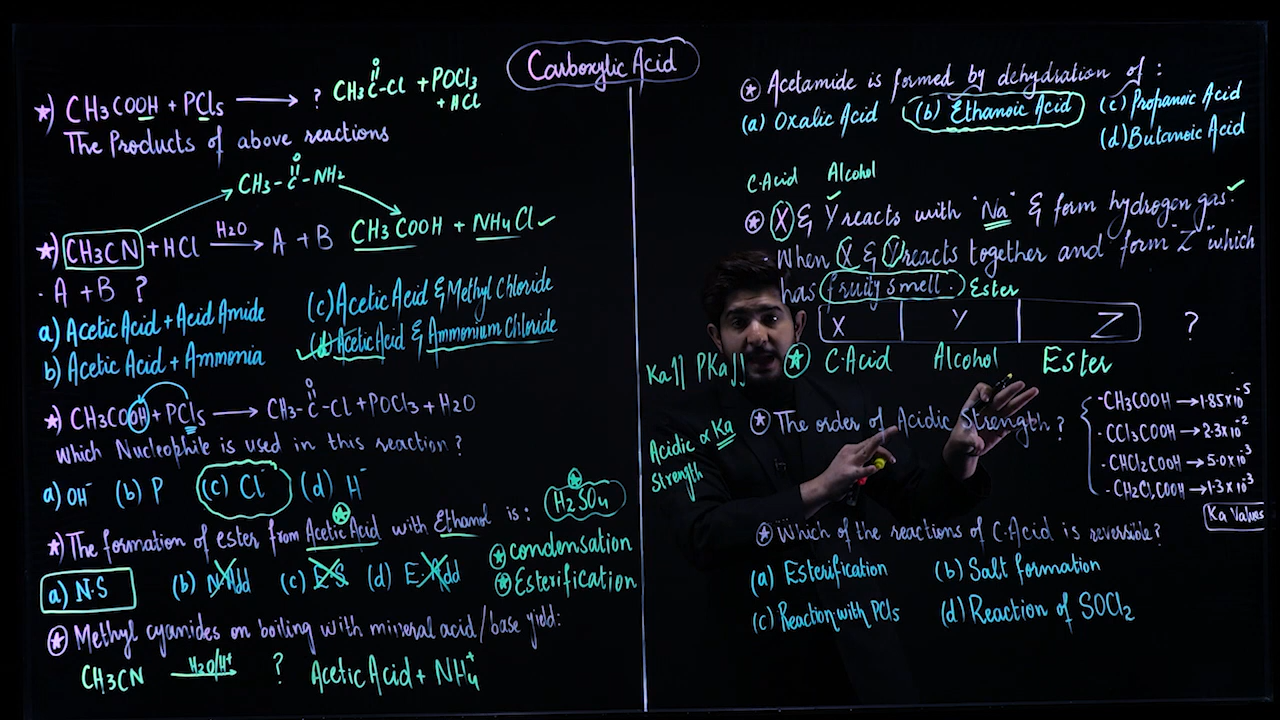 Carboxylic Acid
*) CH3COOH + PCl5 → ? CH3-C-Cl + POCl3
O
+ HCl
The Products of above reactions
O
CH3-C-NH2
*) CH3CN + HCl H2O → A + B CH3COOH + NH4Cl ✓
. A + B ?
a) Acetic Acid + Acid Amide
(c) Acetic Acid & Methyl Chloride
b) Acetic Acid + Ammonia
(d) Acetic Acid & Ammonium Chloride
O
*) CH3COOH + PCl5 → CH3-C-Cl + POCl3 + H2O
Which Nucleophile is used in this reaction?
a) OH⁻ (b) P (c) Cl⁻ (d) H⁻
*) The formation of ester from Acetic Acid with Ethanol is: H2SO4
a) N.S (b) N.Add (c) E.S (d) E.Add
* condensation
* Esterification
* Methyl cyanides on boiling with mineral acid/base yield:
CH3CN H2O/H+ → ? Acetic Acid + NH4+
* Acetamide is formed by dehydration of:
(a) Oxalic Acid (b) Ethanoic Acid (c) Propanoic Acid
(d) Butanoic Acid
C.Acid Alcohol
* X & Y reacts with "Na" & form hydrogen gas. ✓
When X & Y reacts together and form "Z" which
has fruity smell. Ester
X Y Z ?
* C.Acid Alcohol Ester
Ka↑↑ PKa↓↓
* The order of Acidic Strength?
Acidic ∝ Ka
Strength
-CH3COOH → 1.85×10⁻⁵
-CCl3COOH → 2.3×10⁻²
-CHCl2COOH → 5.0×10⁻³
-CH2Cl,COOH → 1.3×10⁻³
Ka Values
* Which of the reactions of C.Acid is reversible?
(a) Esterification (b) Salt formation
(c) Reaction with PCl5 (d) Reaction of SOCl2